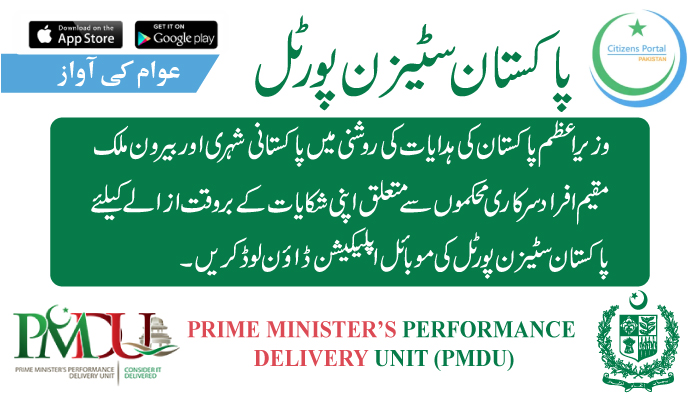 Download on the
App Store
GET IT ON
Google play
عوام کی آواز
پاکستان سٹیزن پورٹل
Citizens Portal
PAKISTAN
وزیراعظم پاکستان کی ہدایات کی روشنی میں پاکستانی شہری اور بیرون ملک
مقیم افراد سرکاری محکموں سے متعلق اپنی شکایات کے بروقت ازالے کیلئے
پاکستان سٹیزن پورٹل کی موبائل اپلیکیشن ڈاؤن لوڈ کریں۔
PMDU
PRIME MINISTER'S PERFORMANCE
DELIVERY UNIT
CONSIDER IT
DELIVERED
PRIME MINISTER'S PERFORMANCE
DELIVERY UNIT (PMDU)